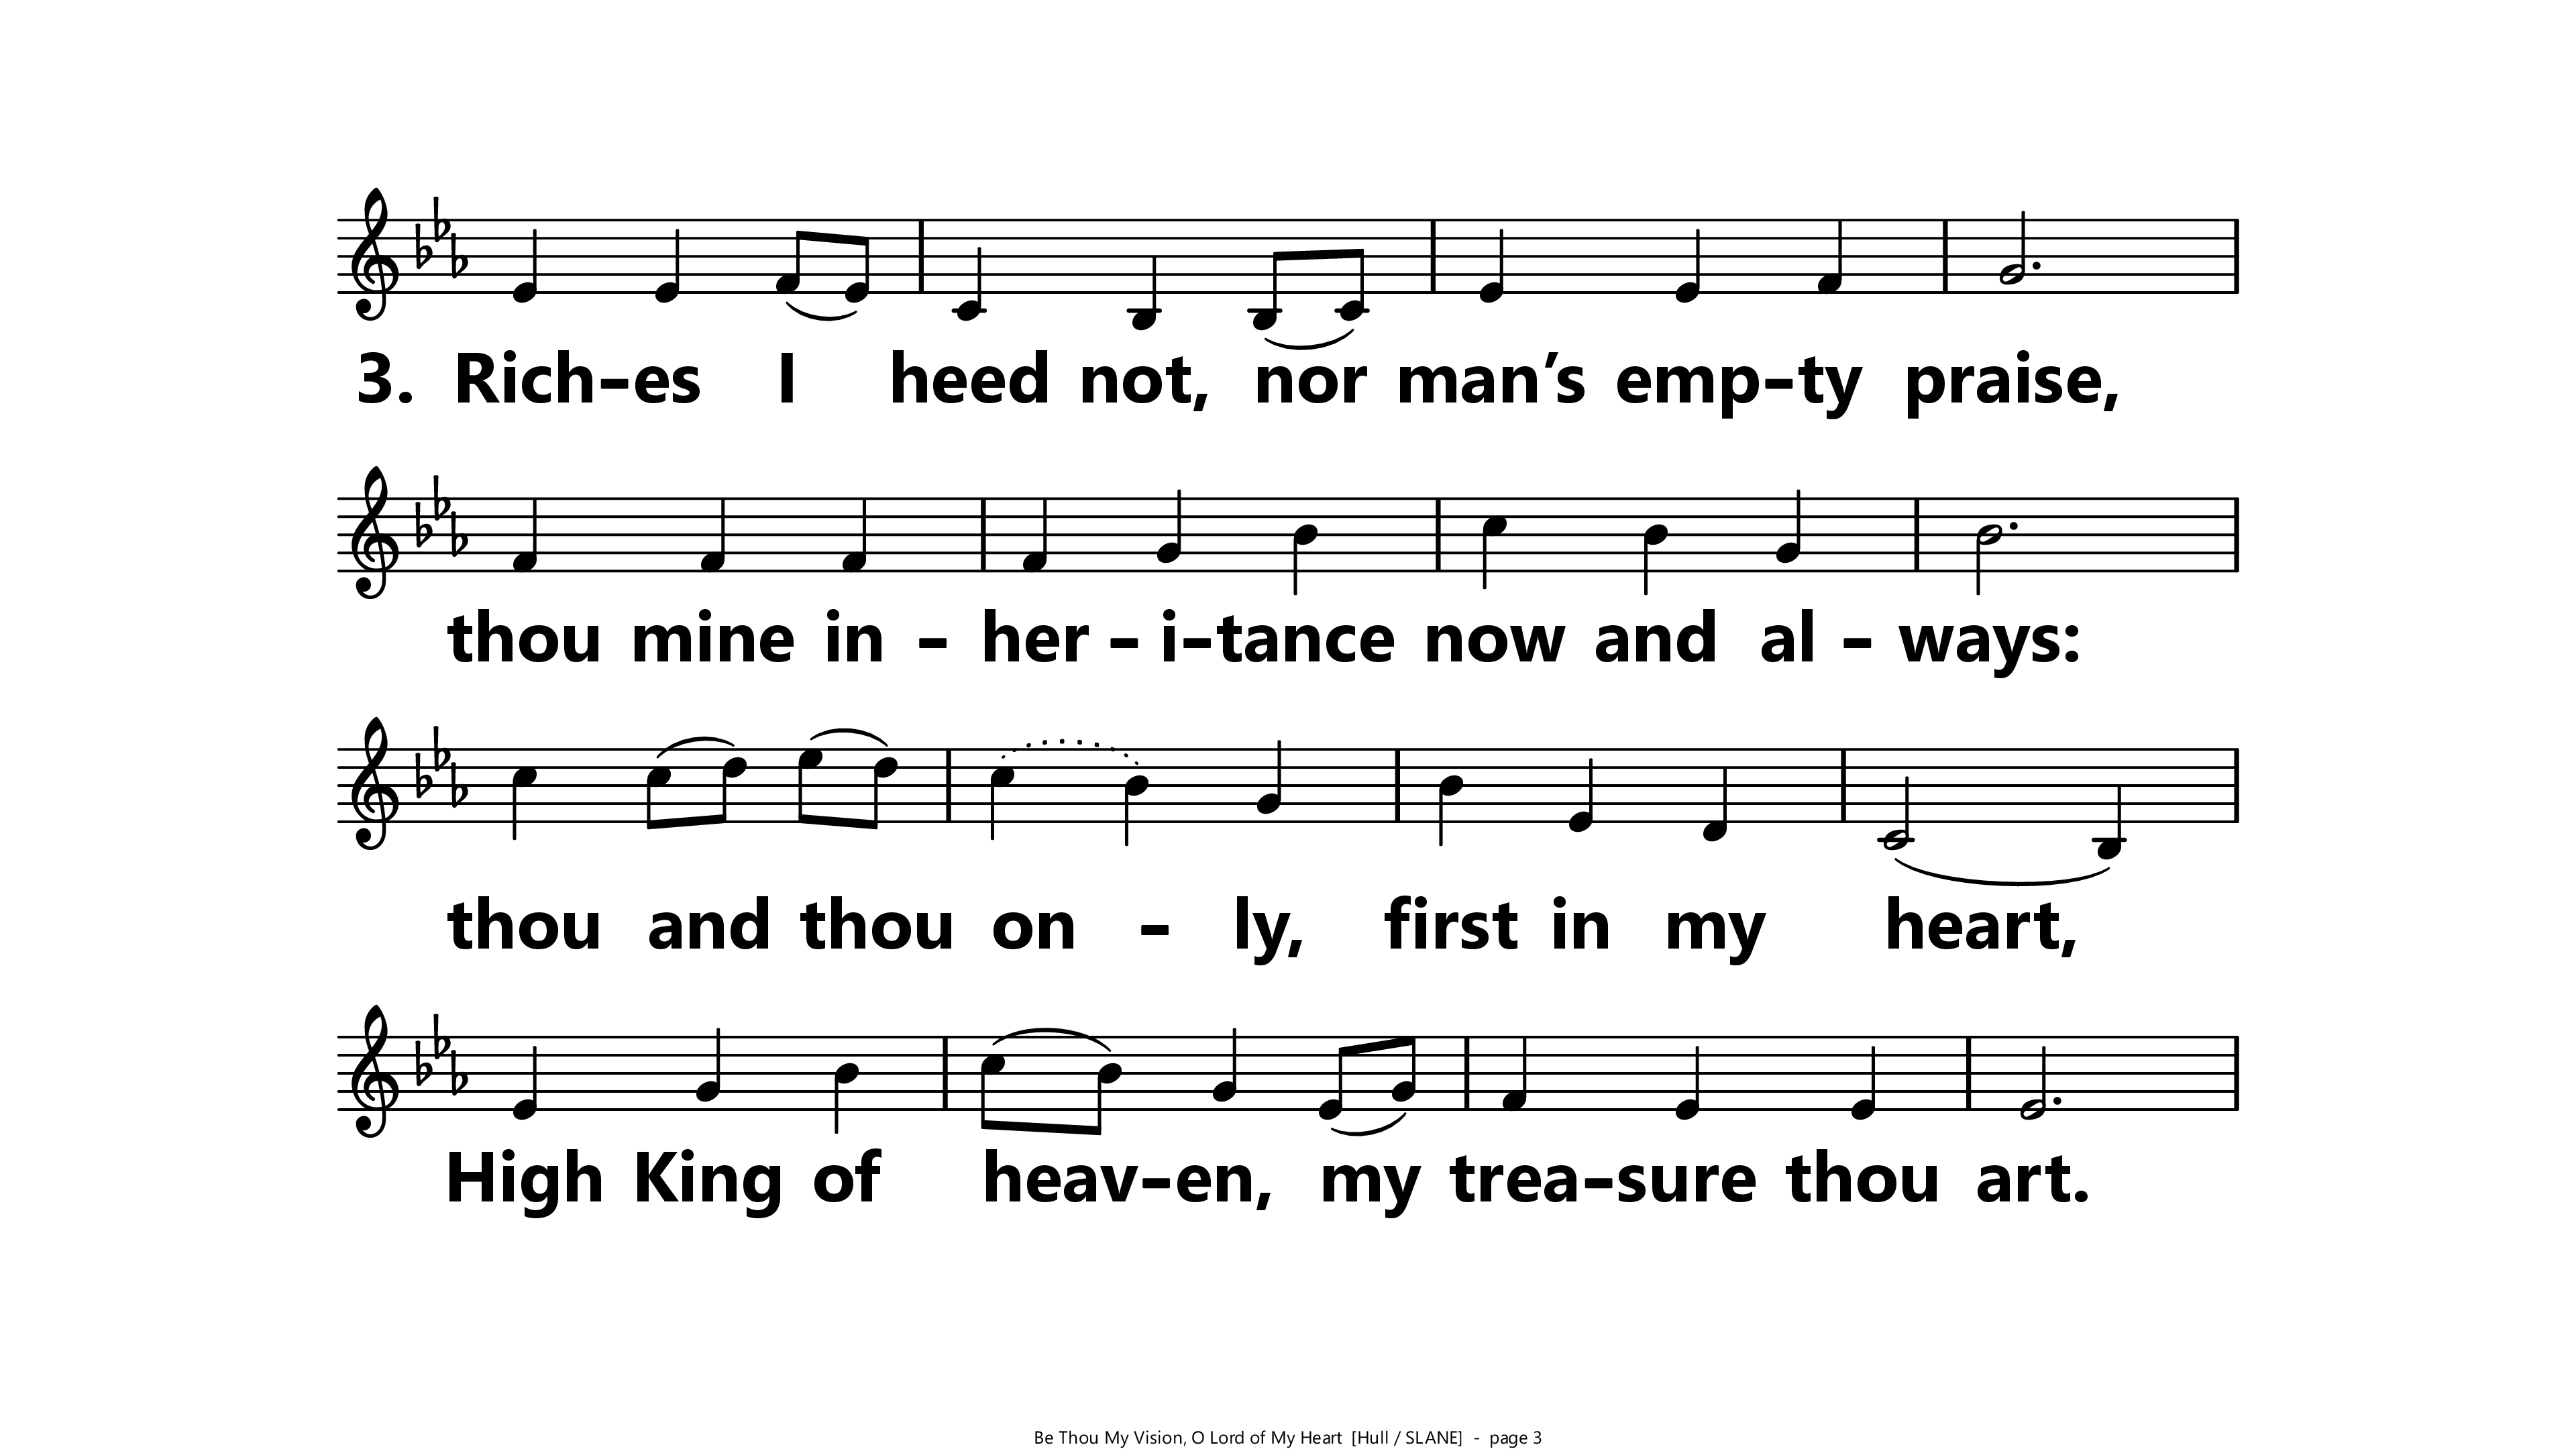 3. Rich-es I heed not, nor man’s emp-ty praise,
thou mine in - her - i-tance now and al - ways:
thou and thou on - ly, first in my heart,
High King of heav-en, my trea-sure thou art.
Be Thou My Vision, O Lord of My Heart [Hull / SLANE] - page 3